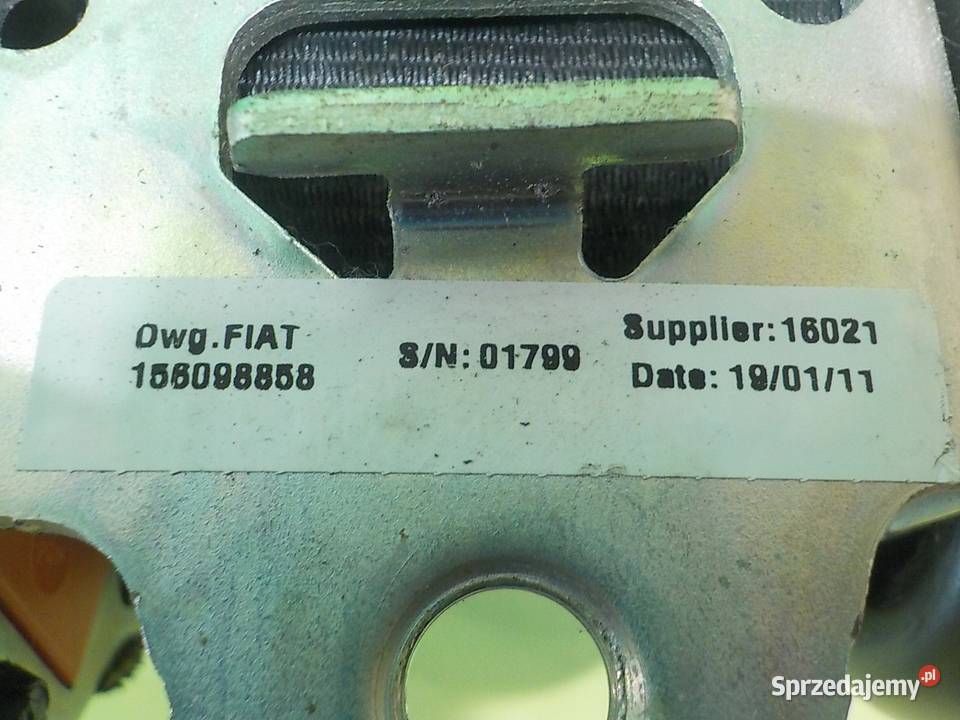 Dwg.FIAT
156098858
S/N: 01799
Supplier: 16021
Date: 19/01/11
Sprzedajemy.pl